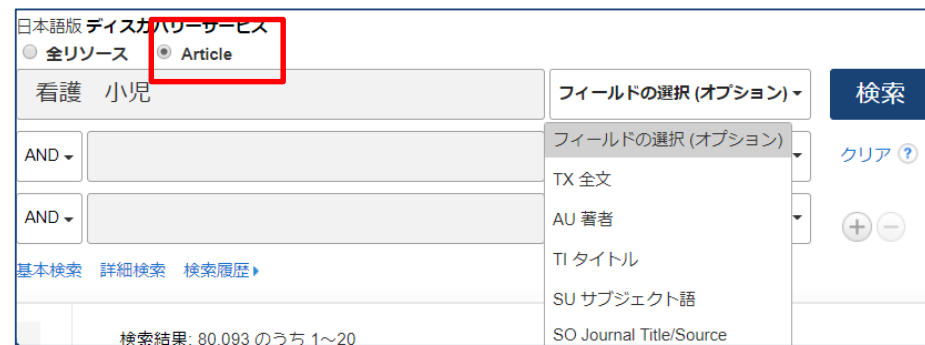 日本語版 ディスカバリーサービス
全リソース Article
看護 小児 フィールドの選択 (オプション) 検索
フィールドの選択 (オプション)
AND クリア ?
TX 全文
AND AU 著者
TI タイトル
基本検索 詳細検索 検索履歴
SU サブジェクト語
検索結果: 80,093 のうち 1～20 SO Journal Title/Source